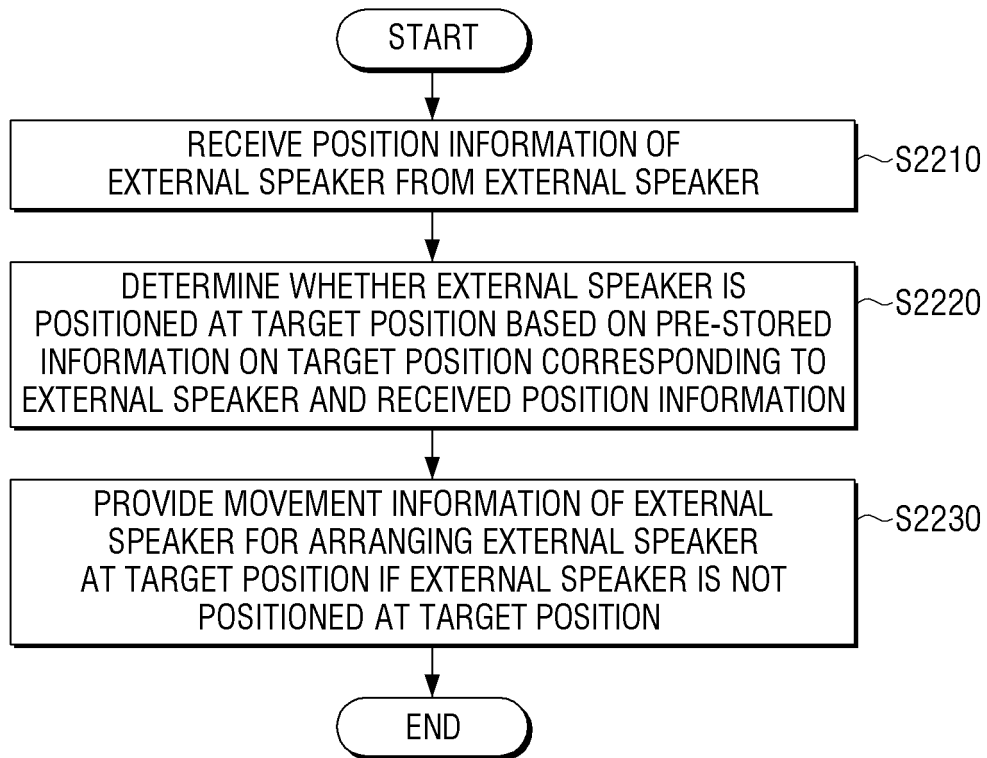 START
RECEIVE POSITION INFORMATION OF
EXTERNAL SPEAKER FROM EXTERNAL SPEAKER
S2210
DETERMINE WHETHER EXTERNAL SPEAKER IS
POSITIONED AT TARGET POSITION BASED ON PRE-STORED
INFORMATION ON TARGET POSITION CORRESPONDING TO
EXTERNAL SPEAKER AND RECEIVED POSITION INFORMATION
S2220
PROVIDE MOVEMENT INFORMATION OF EXTERNAL
SPEAKER FOR ARRANGING EXTERNAL SPEAKER
AT TARGET POSITION IF EXTERNAL SPEAKER IS NOT
POSITIONED AT TARGET POSITION
S2230
END